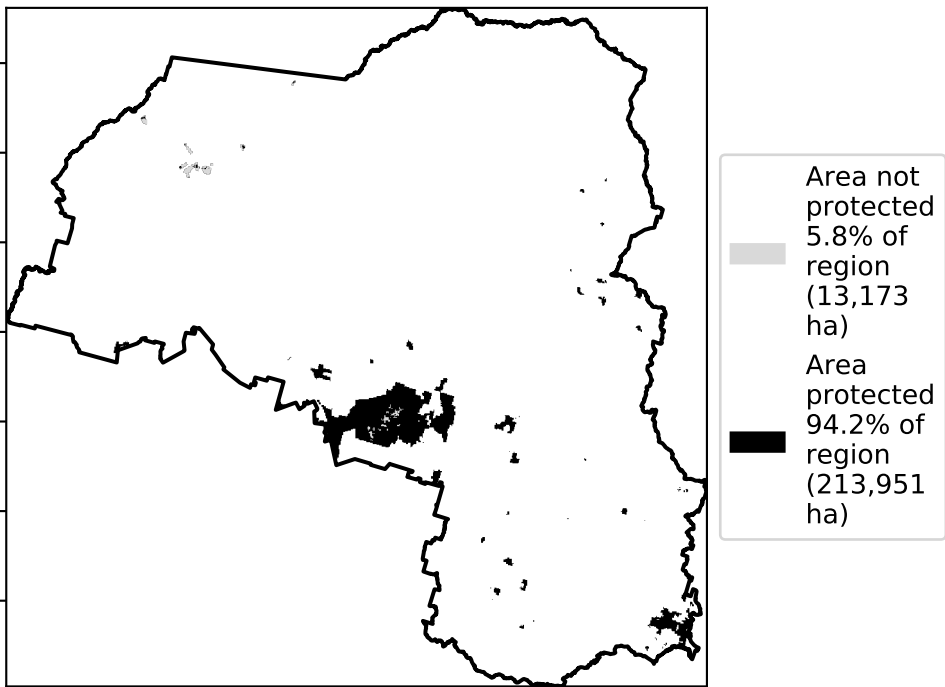 Area not
protected
5.8% of
region
(13,173
ha)
Area
protected
94.2% of
region
(213,951
ha)